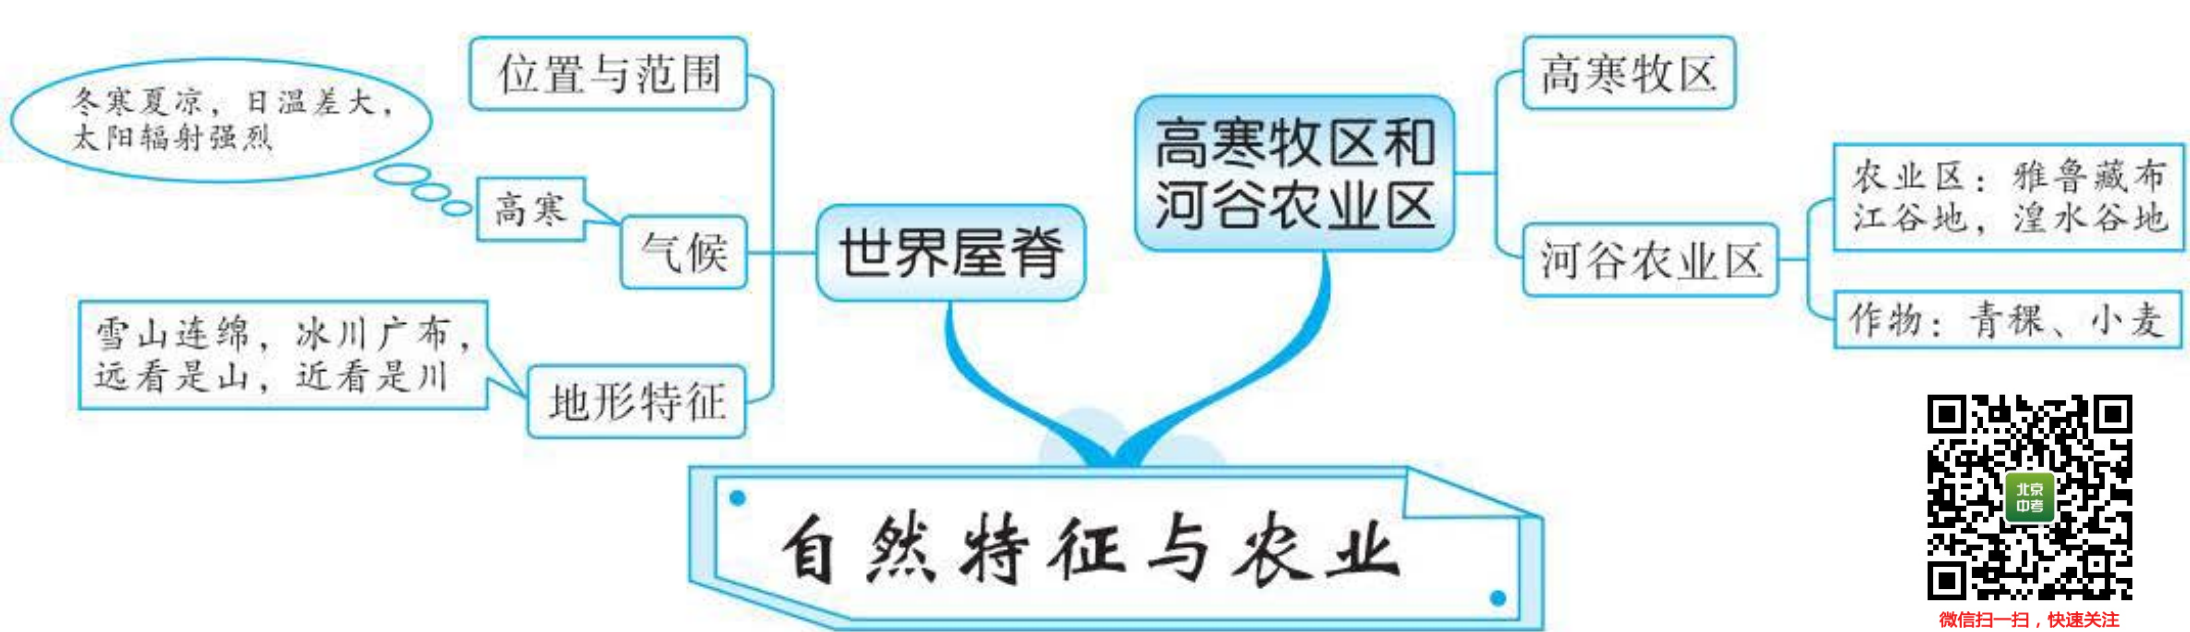 位置与范围
冬寒夏凉，日温差大，
太阳辐射强烈
高寒
气候
雪山连绵，冰川广布，
远看是山，近看是川
地形特征
世界屋脊
高寒牧区和
河谷农业区
高寒牧区
河谷农业区
农业区：雅鲁藏布
江谷地，湟水谷地
作物：青稞、小麦
自然特征与农业
北京
中考
微信扫一扫，快速关注